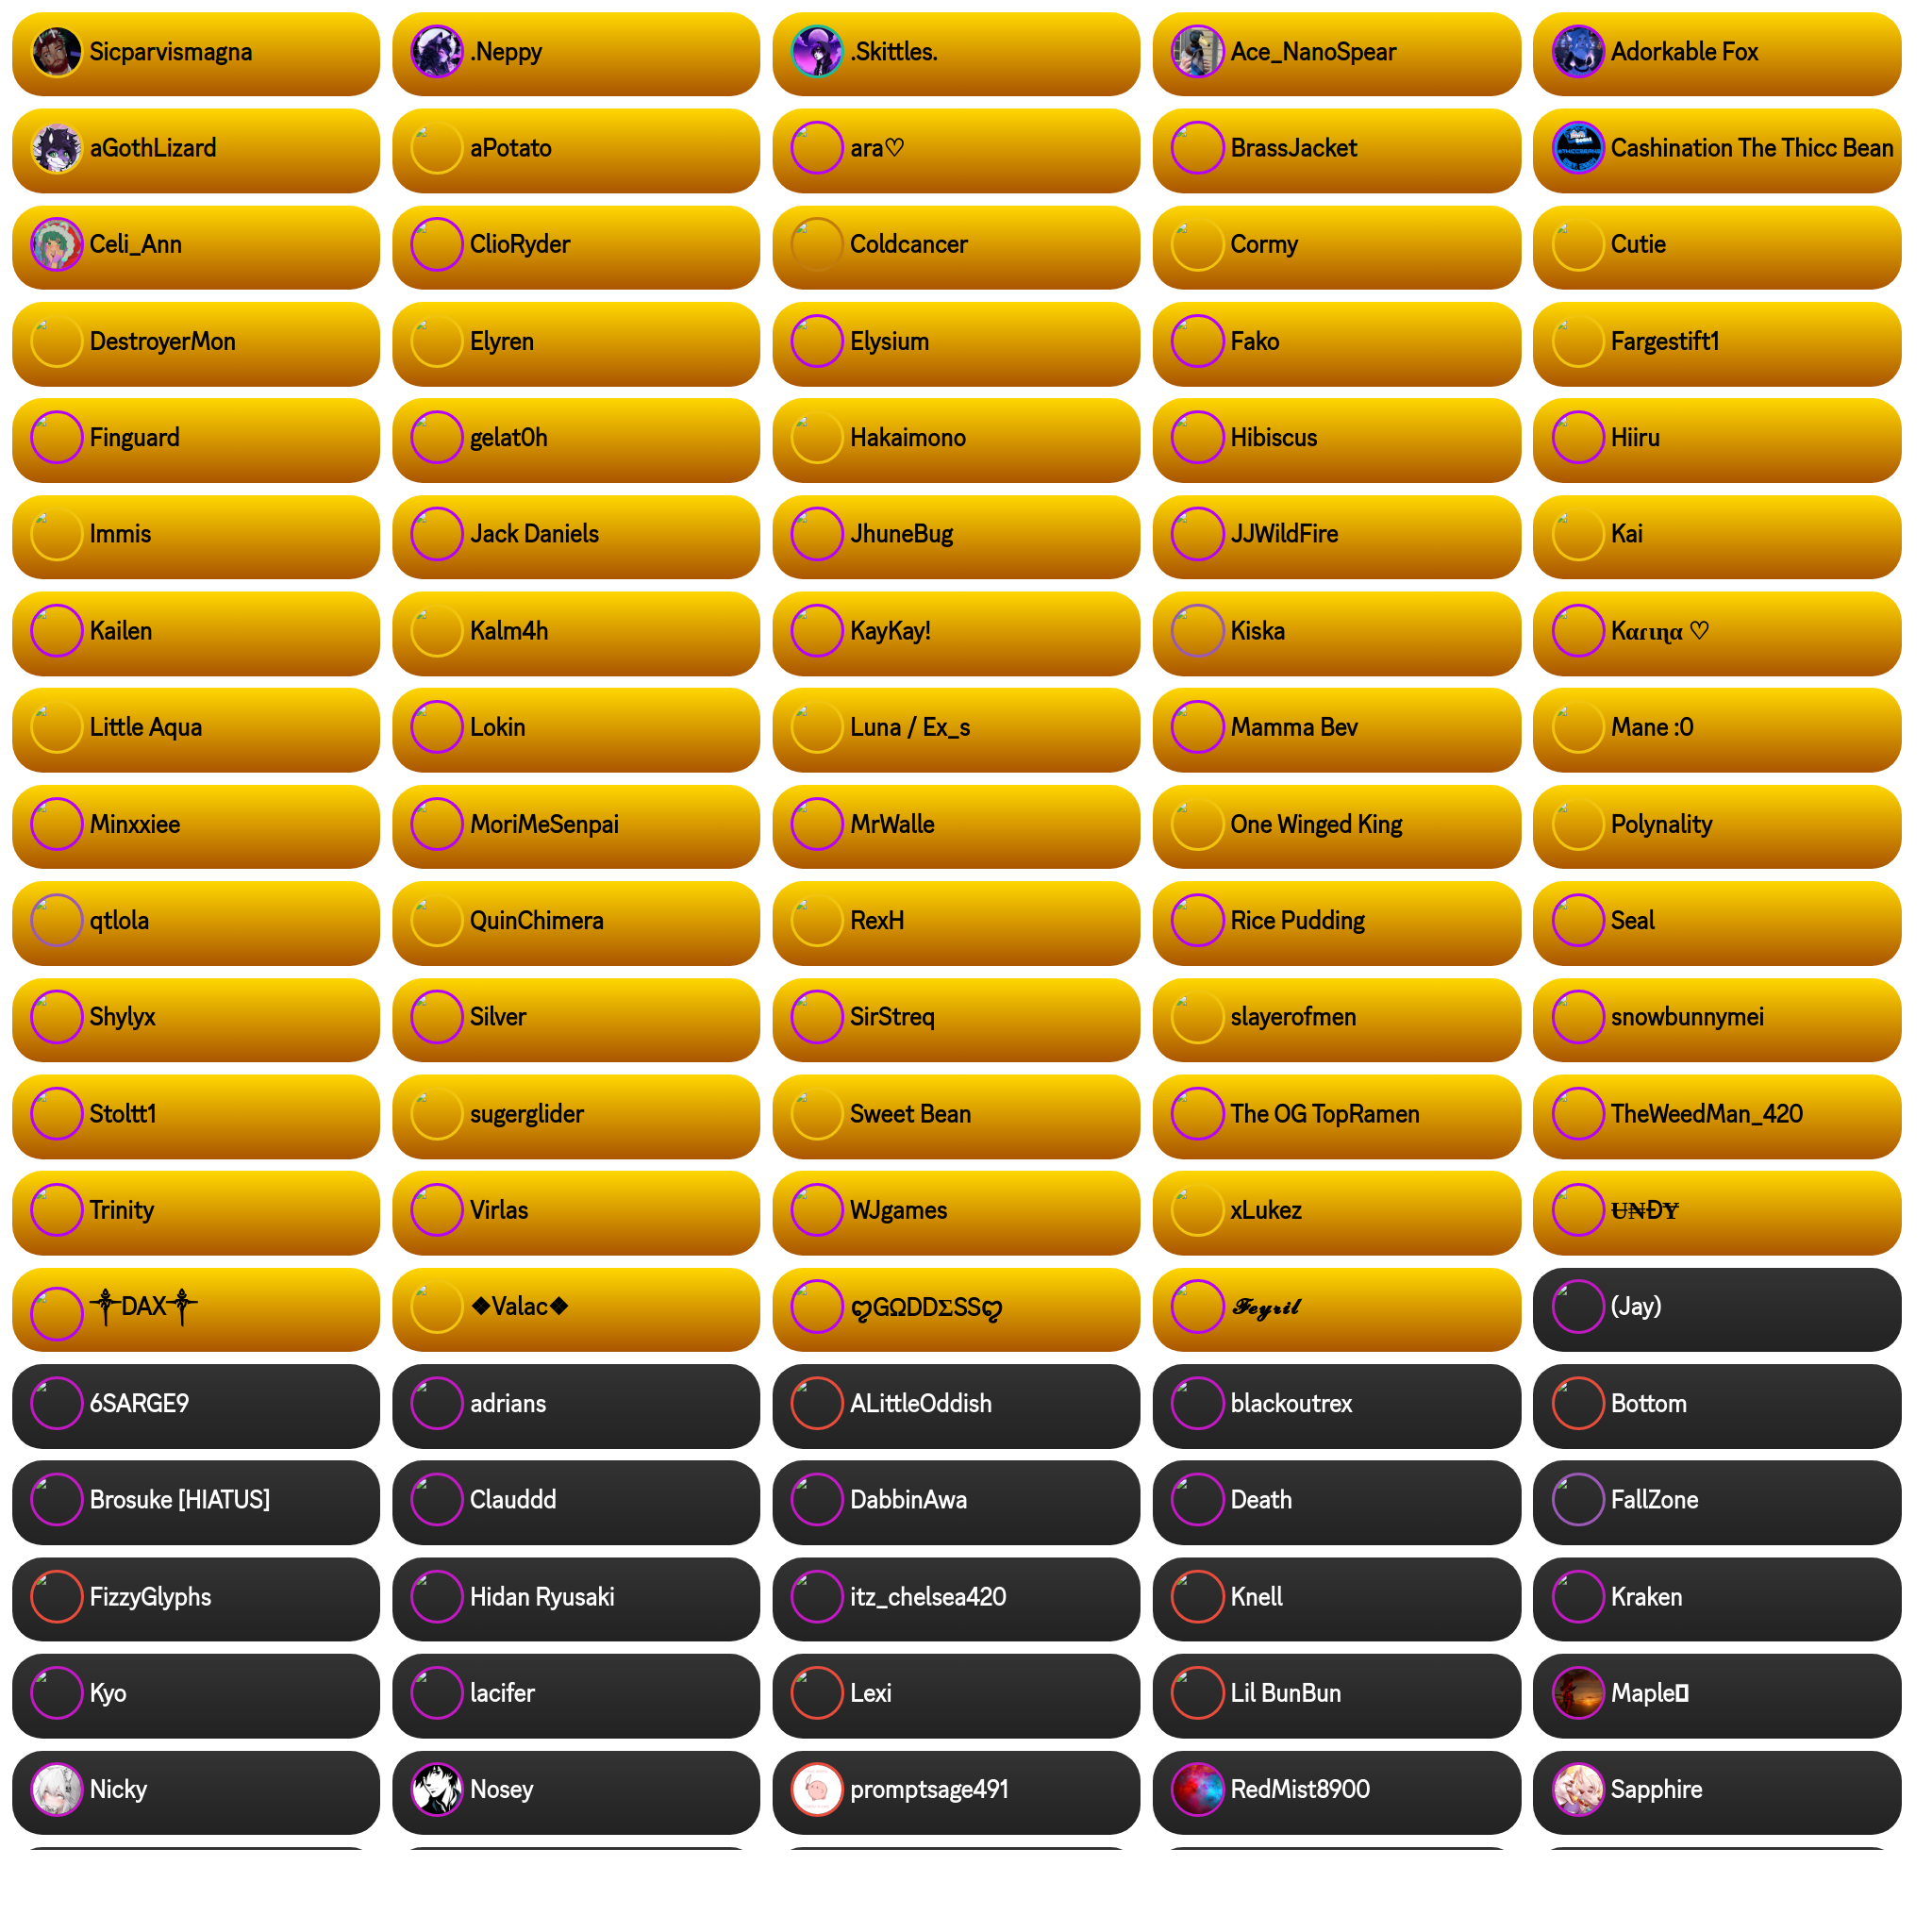 Sicparvismagna
.Neppy
.Skittles.
Ace_NanoSpear
Adorkable Fox
aGothLizard
aPotato
ara♡
BrassJacket
Cashination The Thicc Bean
Celi_Ann
ClioRyder
Coldcancer
Cormy
Cutie
DestroyerMon
Elyren
Elysium
Fako
Fargestift1
Finguard
gelat0h
Hakaimono
Hibiscus
Hiiru
Immis
Jack Daniels
JhuneBug
JJWildFire
Kai
Kailen
Kalm4h
KayKay!
Kiska
Kαɾιηα ♡
Little Aqua
Lokin
Luna / Ex_s
Mamma Bev
Mane :0
Minxxiee
MoriMeSenpai
MrWalle
One Winged King
Polynality
qtlola
QuinChimera
RexH
Rice Pudding
Seal
Shylyx
Silver
SirStreq
slayerofmen
snowbunnymei
Stoltt1
sugerglider
Sweet Bean
The OG TopRamen
TheWeedMan_420
Trinity
Virlas
WJgames
xLukez
U̶₦ĐɎ
༒DAX༒
❖Valac❖
ღGΩDDΣSSღ
𝓕𝓮𝔂𝓻𝓲𝓵
(Jay)
6SARGE9
adrians
ALittleOddish
blackoutrex
Bottom
Brosuke [HIATUS]
Clauddd
DabbinAwa
Death
FallZone
FizzyGlyphs
Hidan Ryusaki
itz_chelsea420
Knell
Kraken
Kyo
lacifer
Lexi
Lil BunBun
Maple
Nicky
Nosey
promptsage491
RedMist8900
Sapphire